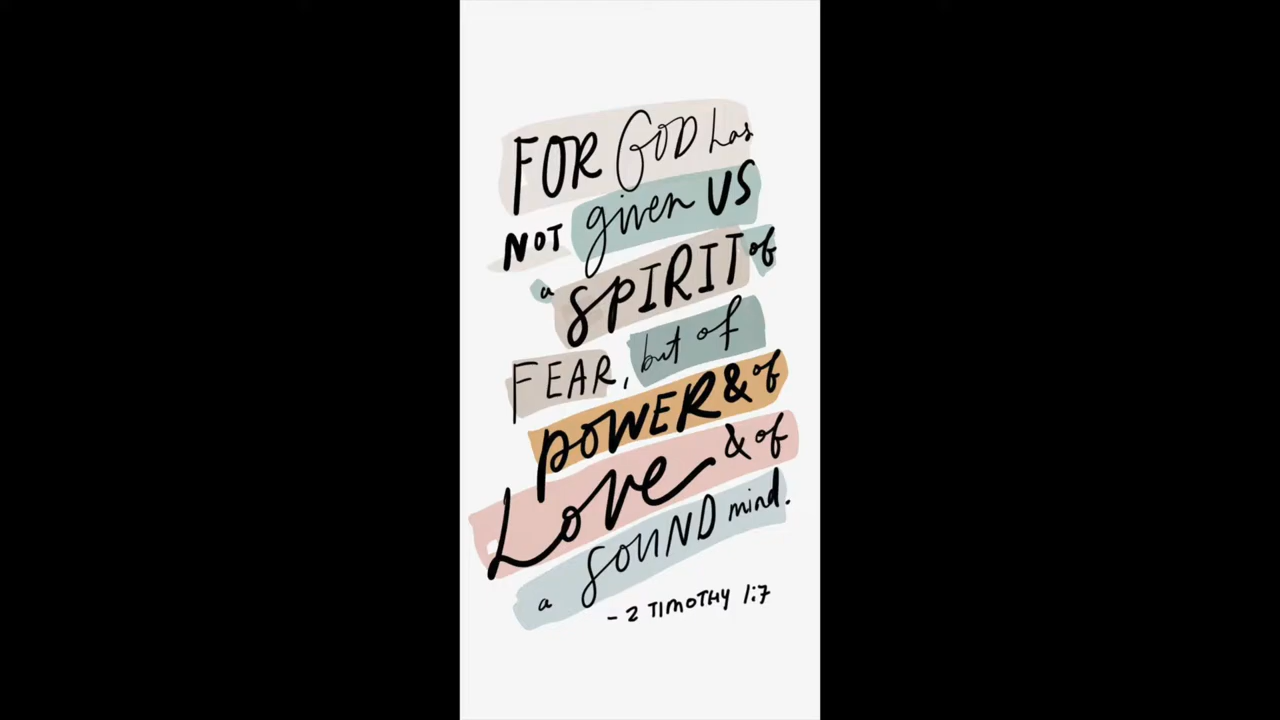 FOR GOD has
NOT given US
a SPIRIT of
FEAR, but of
POWER & of
Love & of
a SOUND mind.
- 2 TIMOTHY 1:7